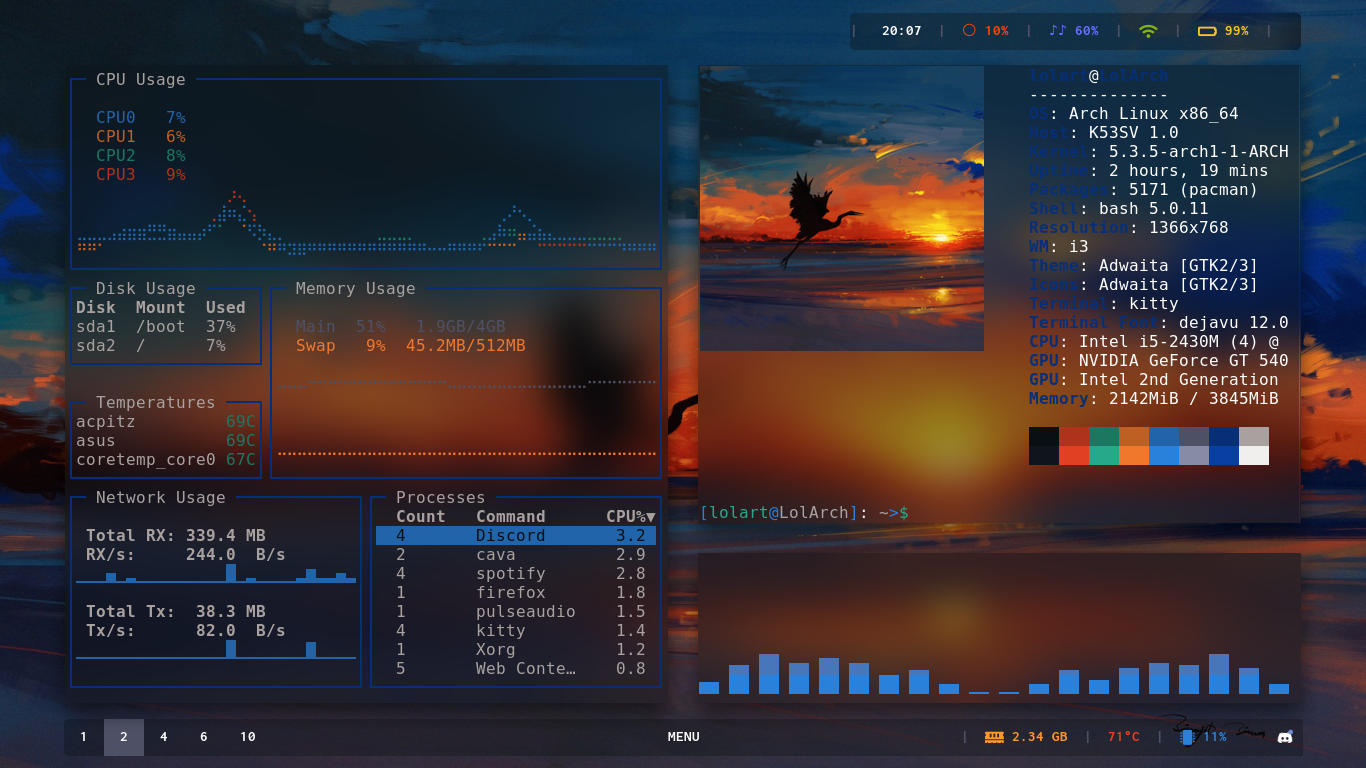 20:07 | 10% | ♪♪ 60% | | 99% |
CPU Usage
CPU0 7%
CPU1 6%
CPU2 8%
CPU3 9%
Disk Usage
Disk Mount Used
sda1 /boot 37%
sda2 / 7%
Memory Usage
Main 51% 1.9GB/4GB
Swap 9% 45.2MB/512MB
Temperatures
acpitz 69C
asus 69C
coretemp_core0 67C
Network Usage
Total RX: 339.4 MB
RX/s: 244.0 B/s
Total Tx: 38.3 MB
Tx/s: 82.0 B/s
Processes
Count Command CPU%▼
4 Discord 3.2
2 cava 2.9
4 spotify 2.8
1 firefox 1.8
1 pulseaudio 1.5
4 kitty 1.4
1 Xorg 1.2
5 Web Conte… 0.8
lolart@LolArch
--------------
OS: Arch Linux x86_64
Host: K53SV 1.0
Kernel: 5.3.5-arch1-1-ARCH
Uptime: 2 hours, 19 mins
Packages: 5171 (pacman)
Shell: bash 5.0.11
Resolution: 1366x768
WM: i3
Theme: Adwaita [GTK2/3]
Icons: Adwaita [GTK2/3]
Terminal: kitty
Terminal Font: dejavu 12.0
CPU: Intel i5-2430M (4) @
GPU: NVIDIA GeForce GT 540
GPU: Intel 2nd Generation
Memory: 2142MiB / 3845MiB
[lolart@LolArch]: ~>$
1 2 4 6 10 MENU | 2.34 GB | 71°C | 11%